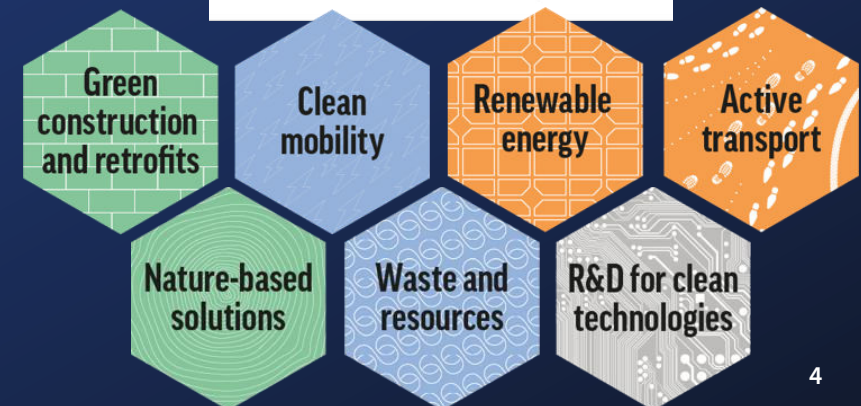 Green
construction
and retrofits
Clean
mobility
Renewable
energy
Active
transport
Nature-based
solutions
Waste and
resources
R&D for clean
technologies
4